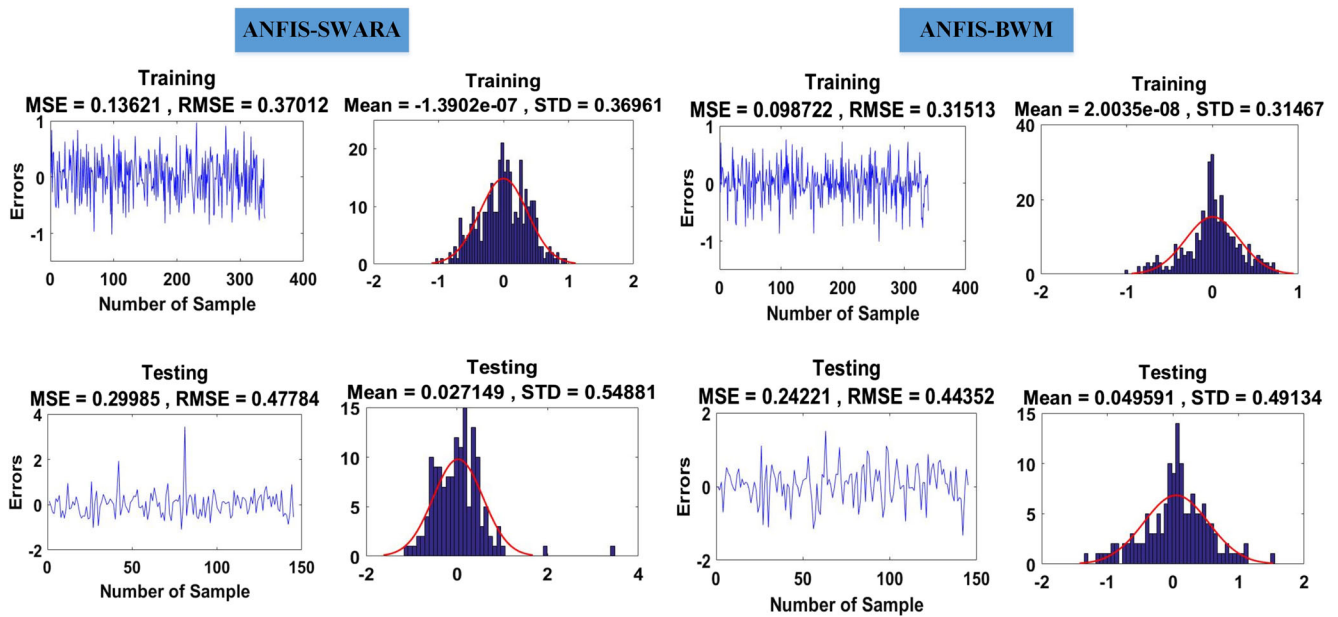 ANFIS-SWARA
Training
MSE = 0.13621 , RMSE = 0.37012
Errors
1
0
-1
0
100
200
300
400
Number of Sample
Training
Mean = -1.3902e-07 , STD = 0.36961
20
10
0
-2
-1
0
1
2
Testing
MSE = 0.29985 , RMSE = 0.47784
Errors
4
2
0
-2
0
50
100
150
Number of Sample
Testing
Mean = 0.027149 , STD = 0.54881
15
10
5
0
-2
0
2
4
ANFIS-BWM
Training
MSE = 0.098722 , RMSE = 0.31513
Errors
1
0
-1
0
100
200
300
400
Number of Sample
Training
Mean = 2.0035e-08 , STD = 0.31467
40
20
0
-2
-1
0
1
Testing
MSE = 0.24221 , RMSE = 0.44352
Errors
2
0
-2
0
50
100
150
Number of Sample
Testing
Mean = 0.049591 , STD = 0.49134
15
10
5
0
-2
-1
0
1
2